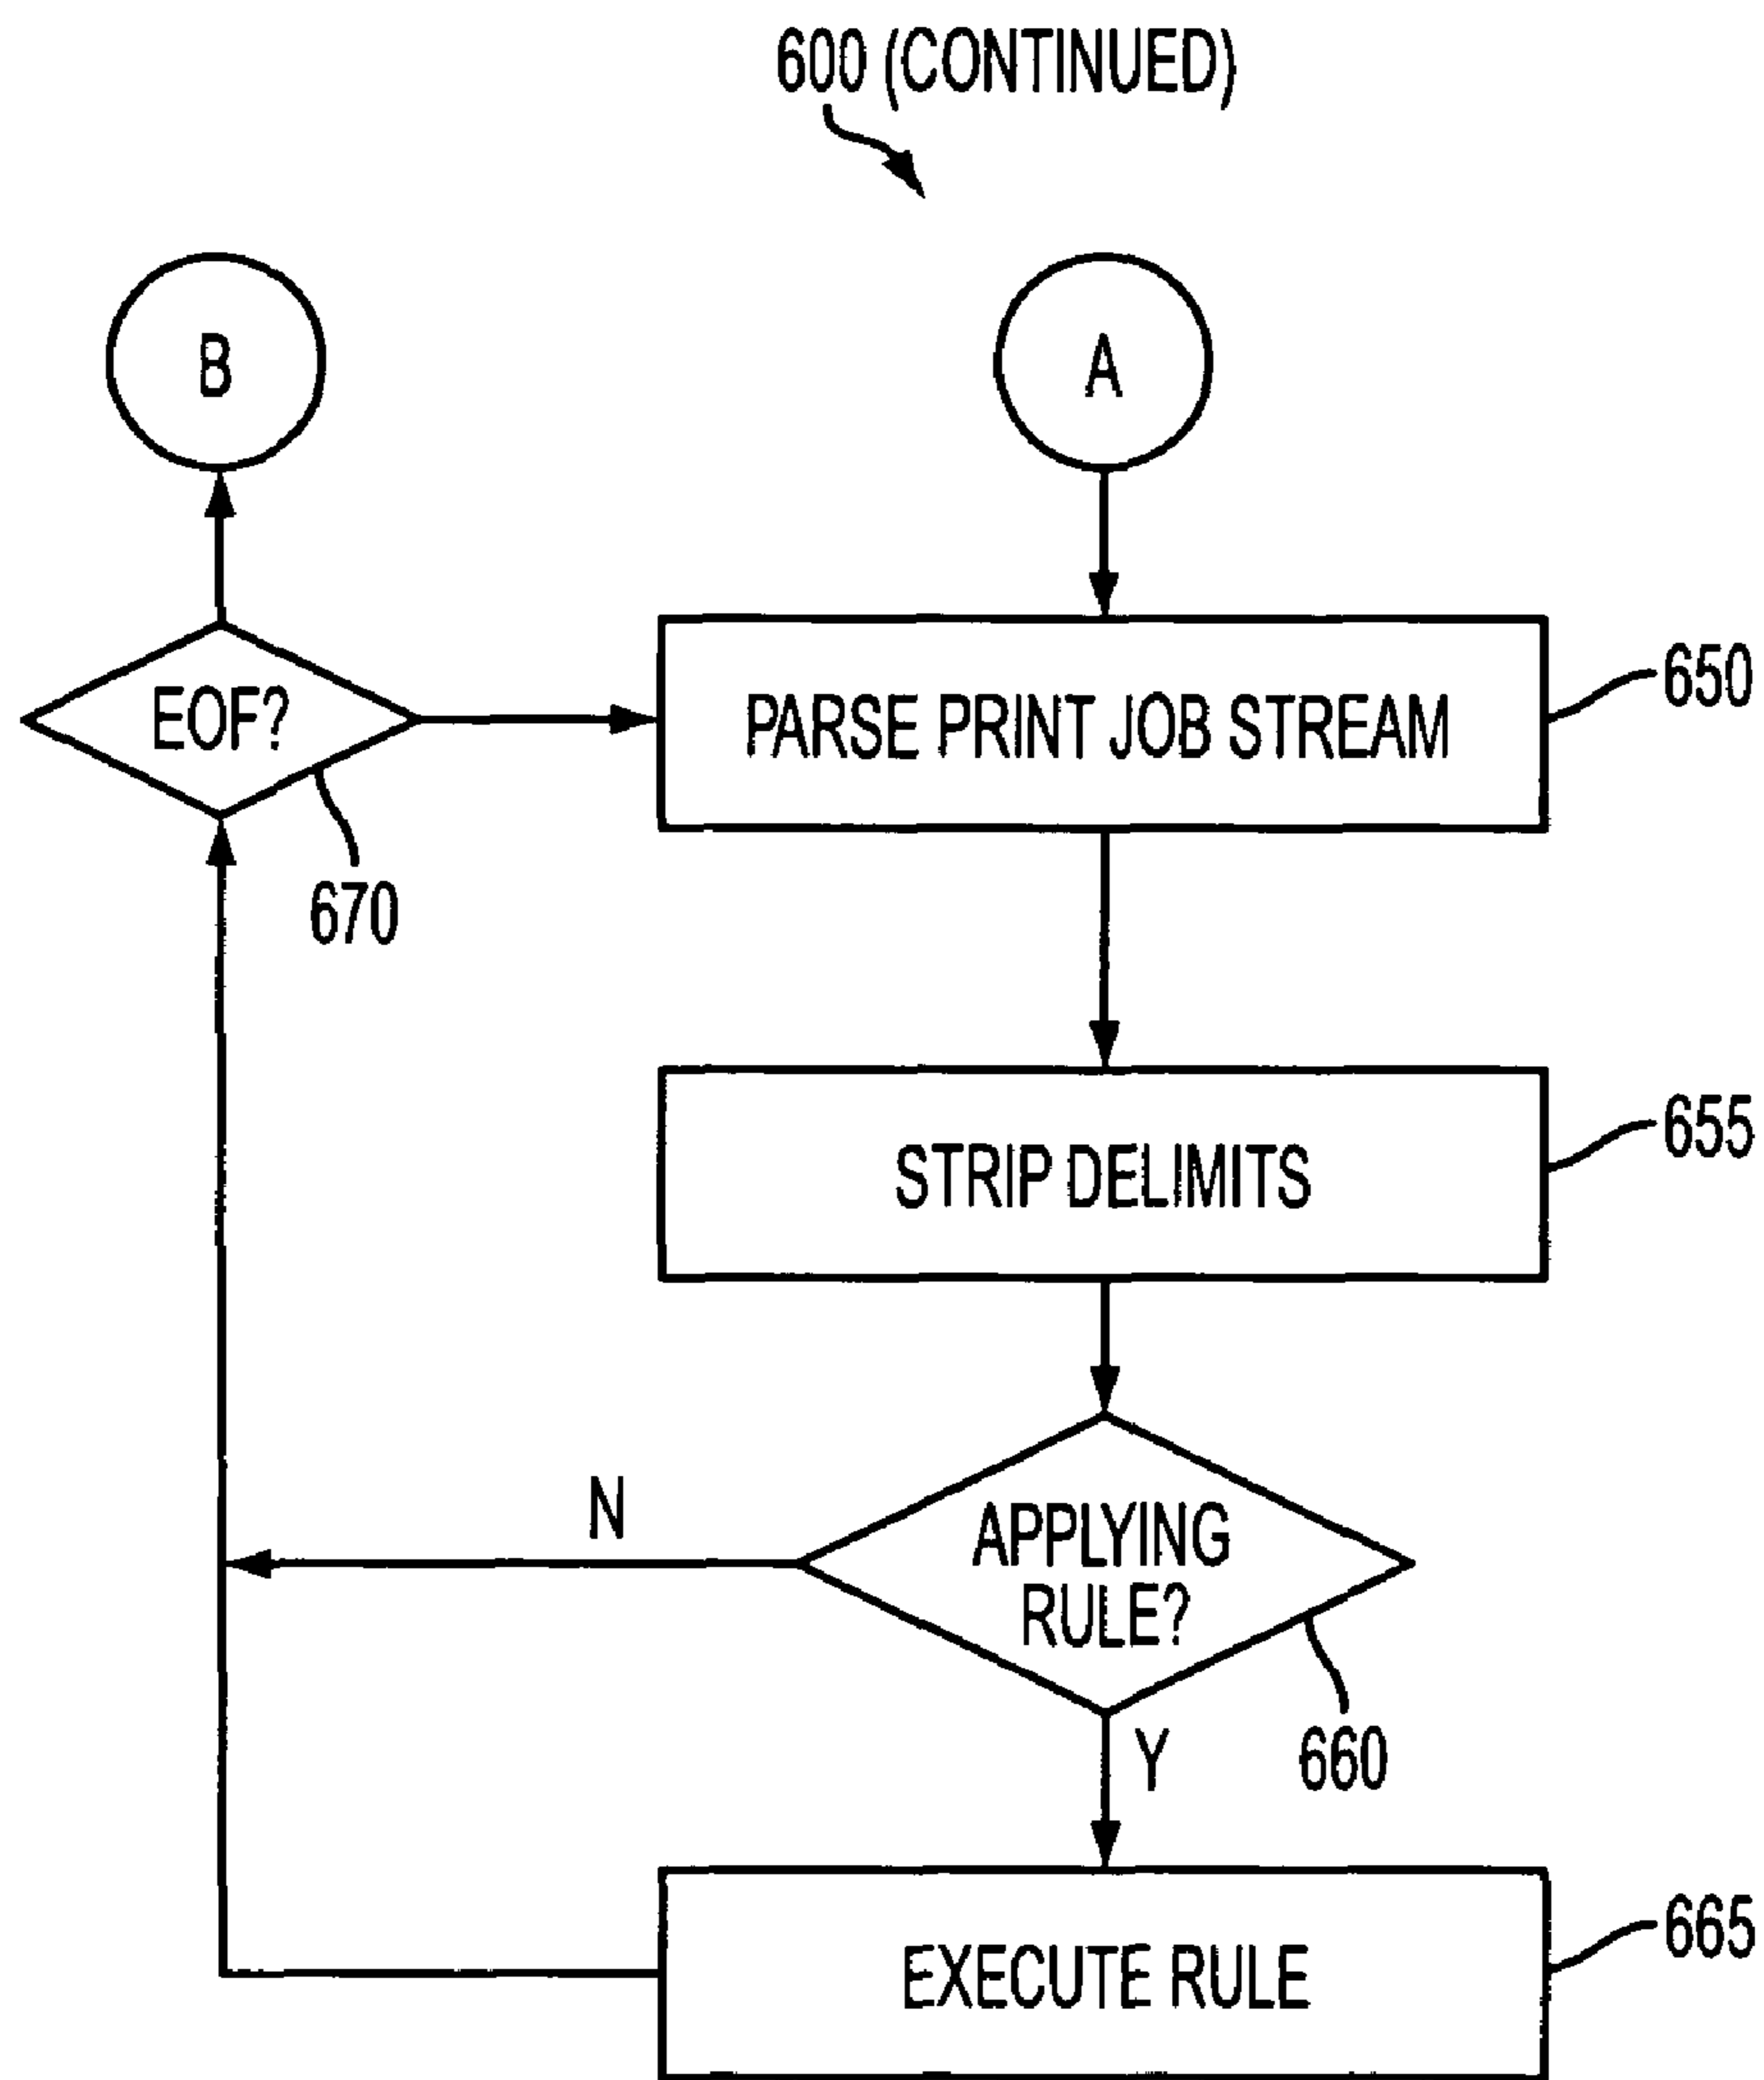 600 (CONTINUED)
B
A
EOF?
PARSE PRINT JOB STREAM
650
670
STRIP DELIMITS
655
N
APPLYING
RULE?
Y
660
EXECUTE RULE
665